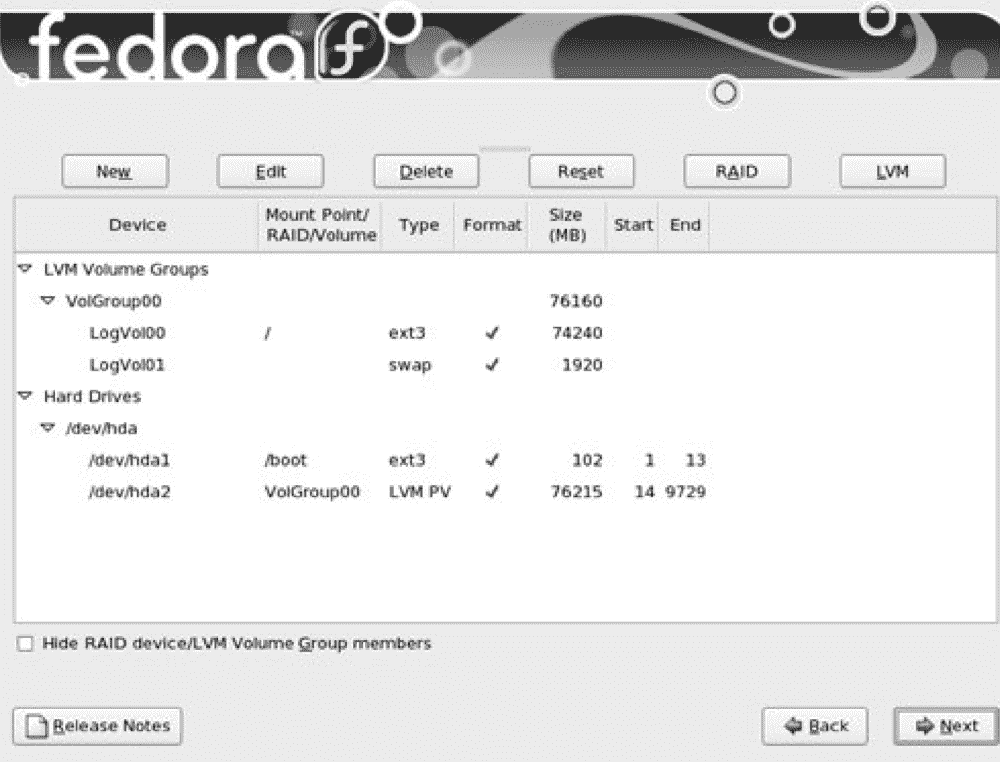 fedora f
New Edit Delete Reset RAID LVM
Device Mount Point/ RAID/Volume Type Format Size (MB) Start End
LVM Volume Groups
VolGroup00 76160
LogVol00 / ext3 74240
LogVol01 swap 1920
Hard Drives
/dev/hda
/dev/hda1 /boot ext3 102 1 13
/dev/hda2 VolGroup00 LVM PV 76215 14 9729
Hide RAID device/LVM Volume Group members
Release Notes Back Next